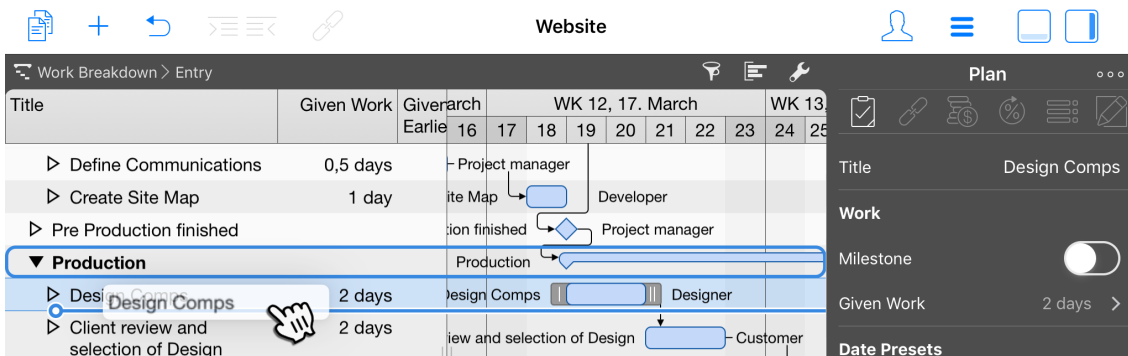 Website
Work Breakdown > Entry
Plan
Title
Given Work
Given
Earlie
arch
WK 12, 17. March
WK 13,
16 17 18 19 20 21 22 23 24 25
Define Communications 0,5 days
Project manager
Create Site Map 1 day
ite Map
Developer
Pre Production finished
ion finished
Project manager
Production
Production
Design Comps 2 days
Design Comps
Design Comps
Designer
Client review and 2 days
selection of Design
iew and selection of Design
Customer
Title Design Comps
Work
Milestone
Given Work 2 days
Date Presets